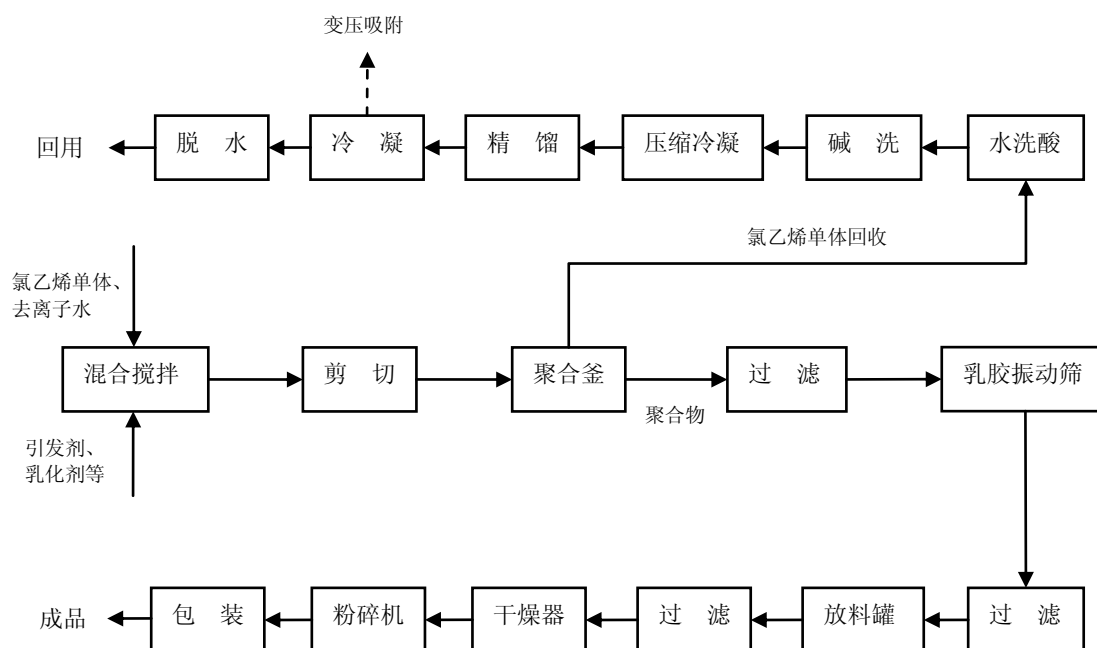 变压吸附
回用
脱 水
冷 凝
精 馏
压缩冷凝
碱 洗
水洗酸
氯乙烯单体回收
氯乙烯单体、
去离子水
混合搅拌
剪 切
聚合釜
过 滤
乳胶振动筛
聚合物
引发剂、
乳化剂等
成品
包 装
粉碎机
干燥器
过 滤
放料罐
过 滤